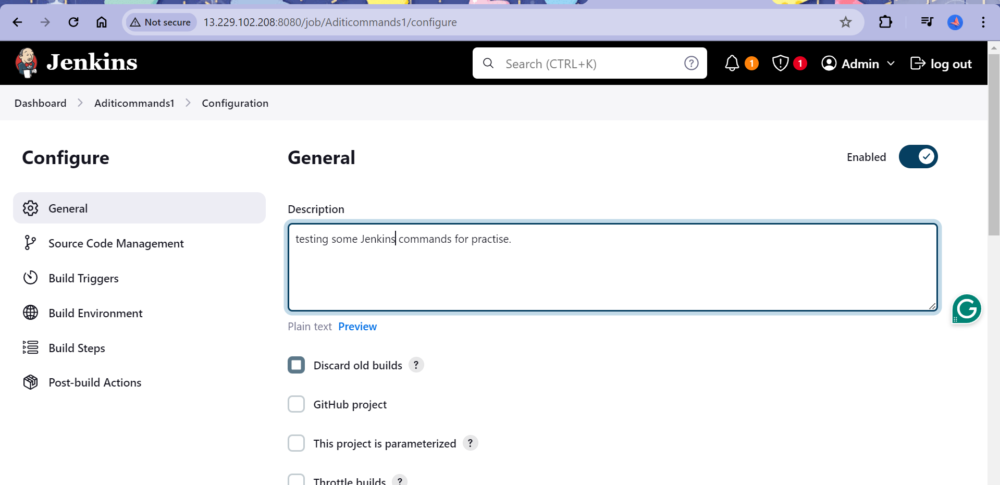 Not secure 13.229.102.208:8080/job/Aditicommands1/configure
Jenkins Search (CTRL+K) ? 1 1 Admin log out
Dashboard Aditicommands1 Configuration
Configure
General
Source Code Management
Build Triggers
Build Environment
Build Steps
Post-build Actions
General Enabled
Description
testing some Jenkins commands for practise.
G
Plain text Preview
Discard old builds ?
GitHub project
This project is parameterized ?
Throttle builds ?